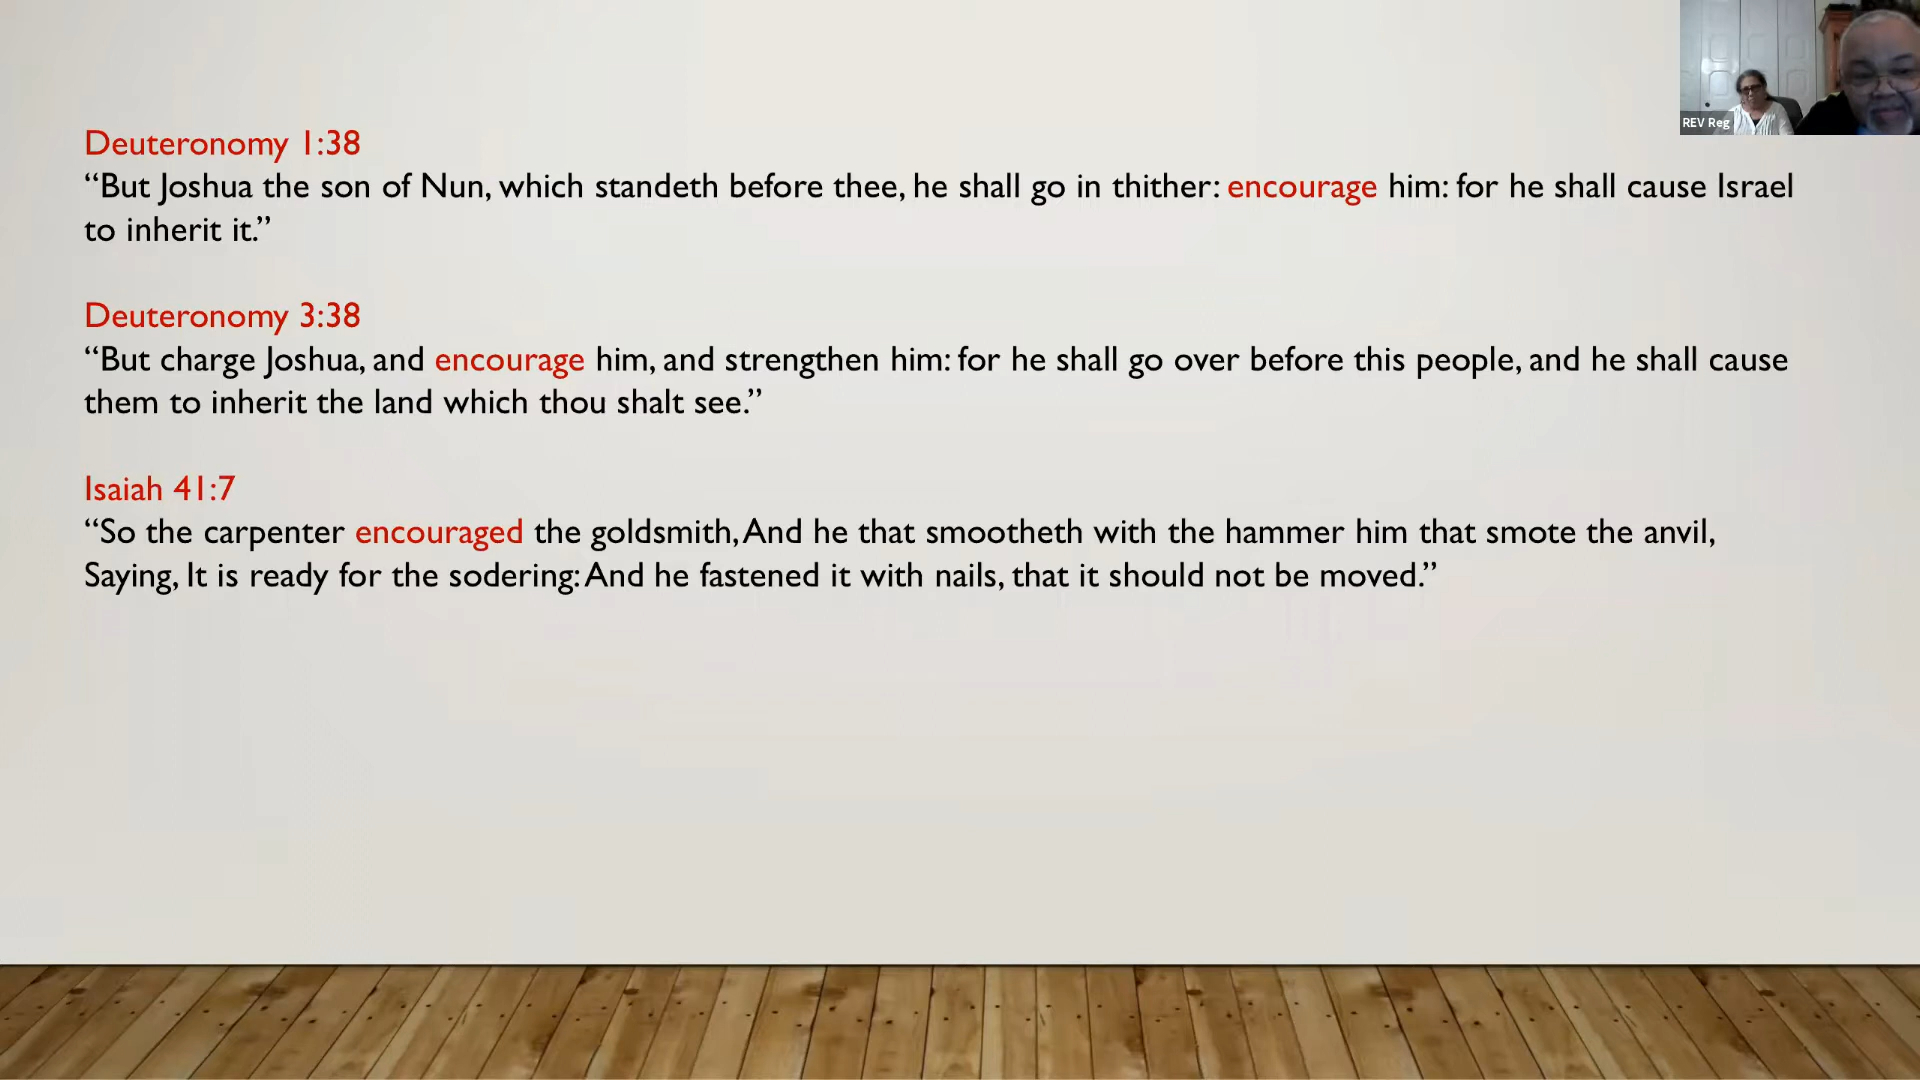 REV Reg
Deuteronomy 1:38
“But Joshua the son of Nun, which standeth before thee, he shall go in thither: encourage him: for he shall cause Israel
to inherit it.”
Deuteronomy 3:38
“But charge Joshua, and encourage him, and strengthen him: for he shall go over before this people, and he shall cause
them to inherit the land which thou shalt see.”
Isaiah 41:7
“So the carpenter encouraged the goldsmith, And he that smootheth with the hammer him that smote the anvil,
Saying, It is ready for the sodering: And he fastened it with nails, that it should not be moved.”